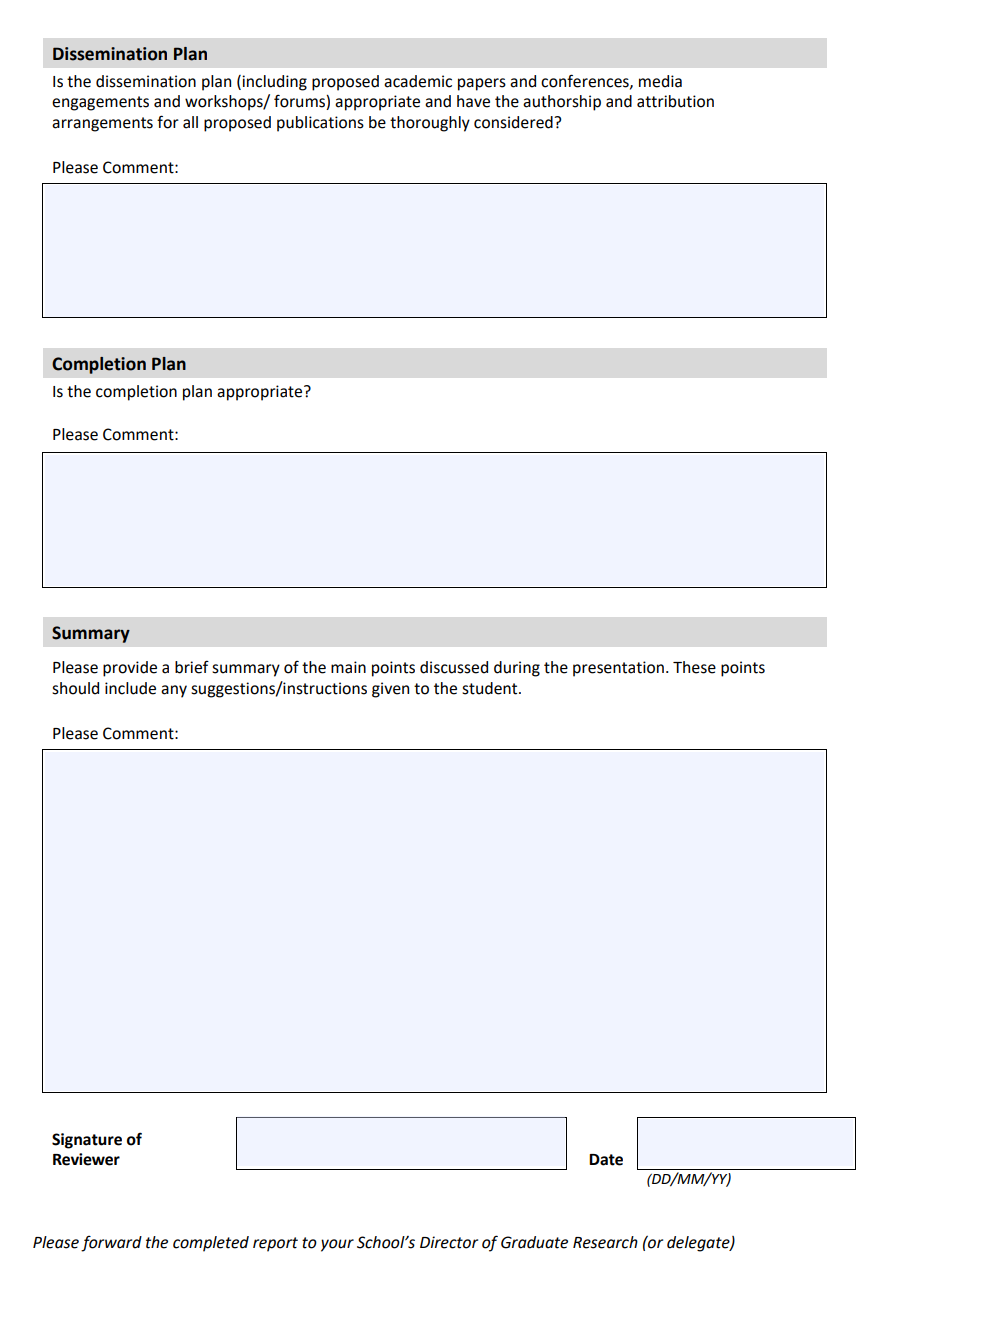 Dissemination Plan
Is the dissemination plan (including proposed academic papers and conferences, media
engagements and workshops/ forums) appropriate and have the authorship and attribution
arrangements for all proposed publications be thoroughly considered?
Please Comment:
Completion Plan
Is the completion plan appropriate?
Please Comment:
Summary
Please provide a brief summary of the main points discussed during the presentation. These points
should include any suggestions/instructions given to the student.
Please Comment:
Signature of
Reviewer
Date
(DD/MM/YY)
Please forward the completed report to your School’s Director of Graduate Research (or delegate)